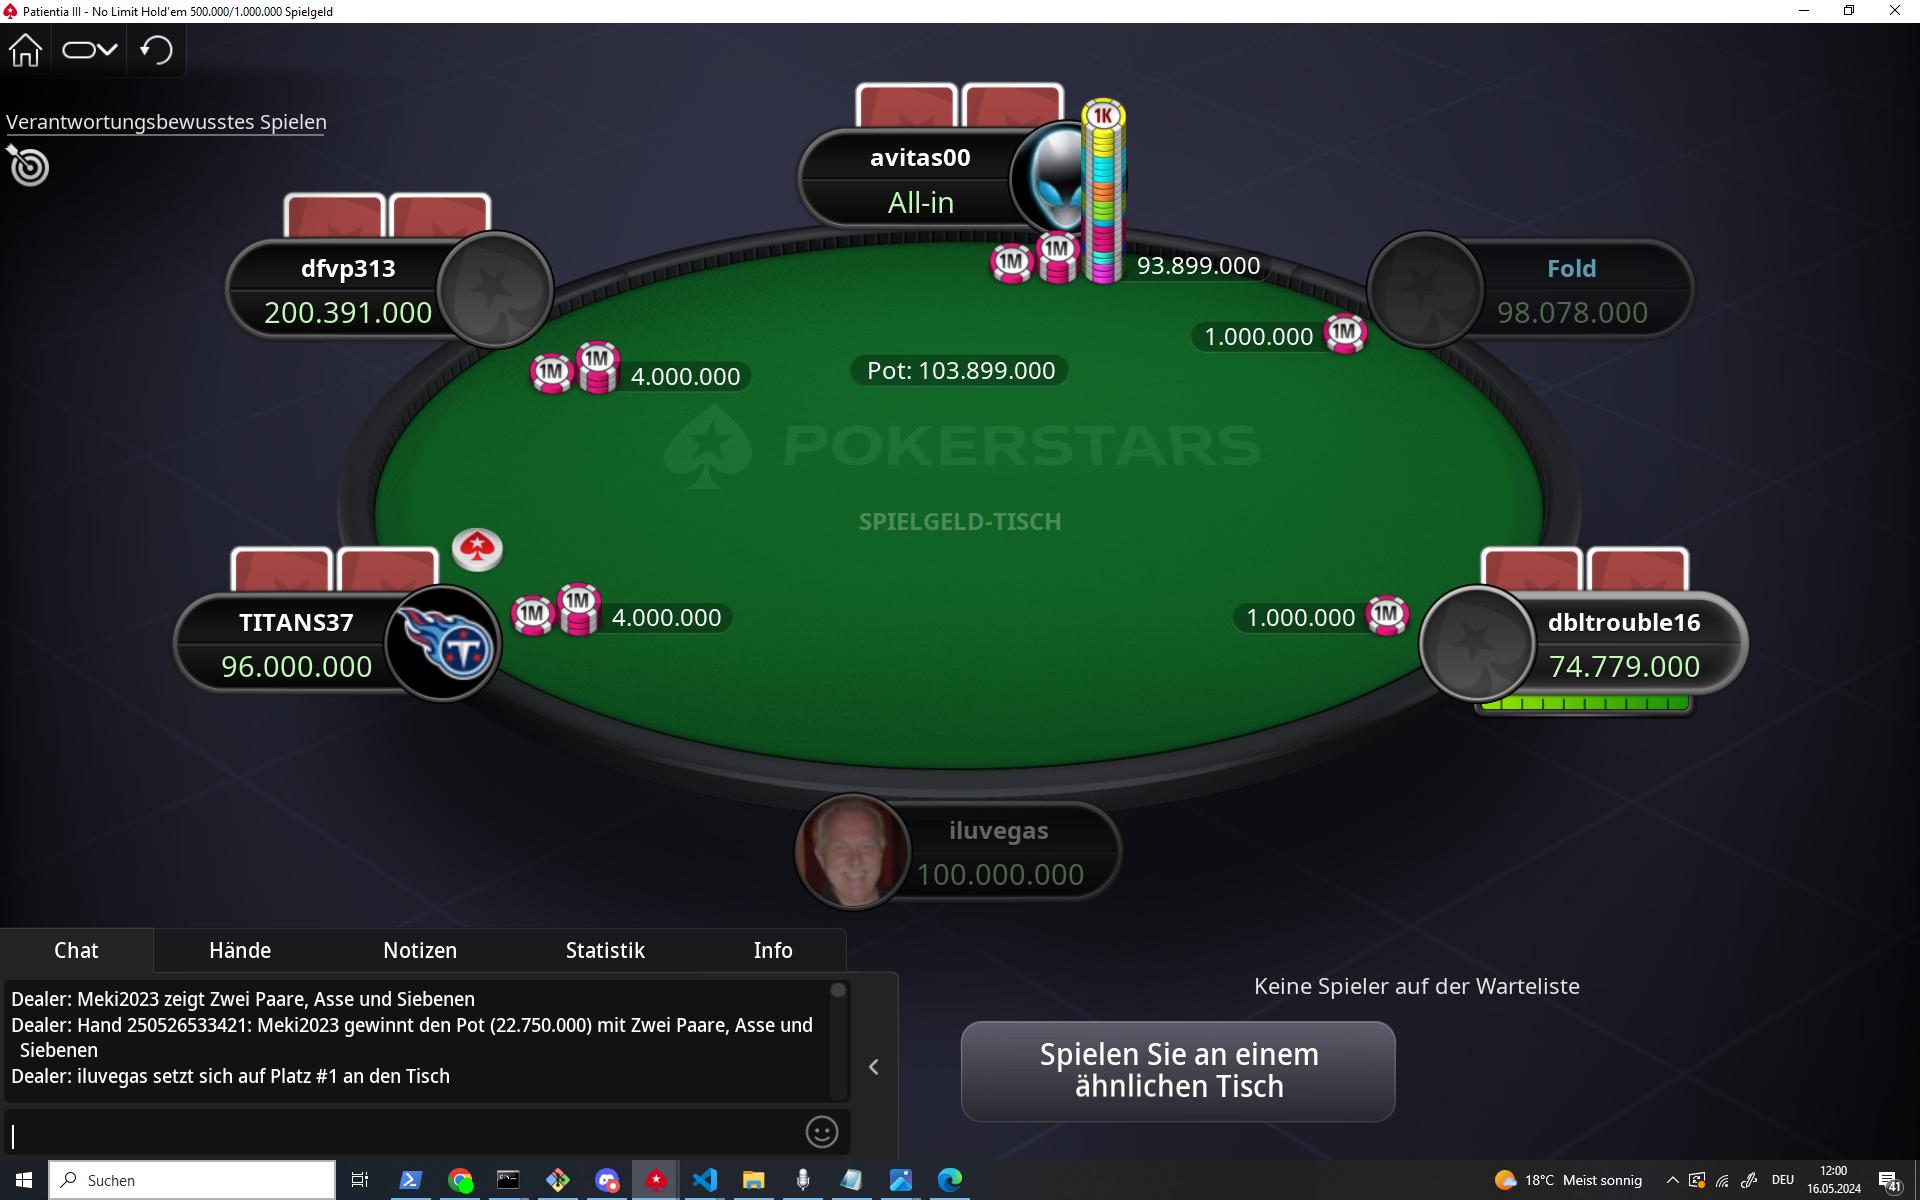 Patientia III - No Limit Hold'em 500.000/1.000.000 Spielgeld
Verantwortungsbewusstes Spielen
avitas00
All-in
1K
1M
1M
93.899.000
dfvp313
200.391.000
Fold
98.078.000
1M
1M
4.000.000
Pot: 103.899.000
1.000.000
1M
POKERSTARS
SPIELGELD-TISCH
TITANS37
96.000.000
T
1M
1M
4.000.000
1.000.000
1M
dbltrouble16
74.779.000
iluvegas
100.000.000
Chat
Hände
Notizen
Statistik
Info
Dealer: Meki2023 zeigt Zwei Paare, Asse und Siebenen
Dealer: Hand 250526533421: Meki2023 gewinnt den Pot (22.750.000) mit Zwei Paare, Asse und
Siebenen
Dealer: iluvegas setzt sich auf Platz #1 an den Tisch
Keine Spieler auf der Warteliste
Spielen Sie an einem
ähnlichen Tisch
Suchen
18°C Meist sonnig
DEU
12:00
16.05.2024
41